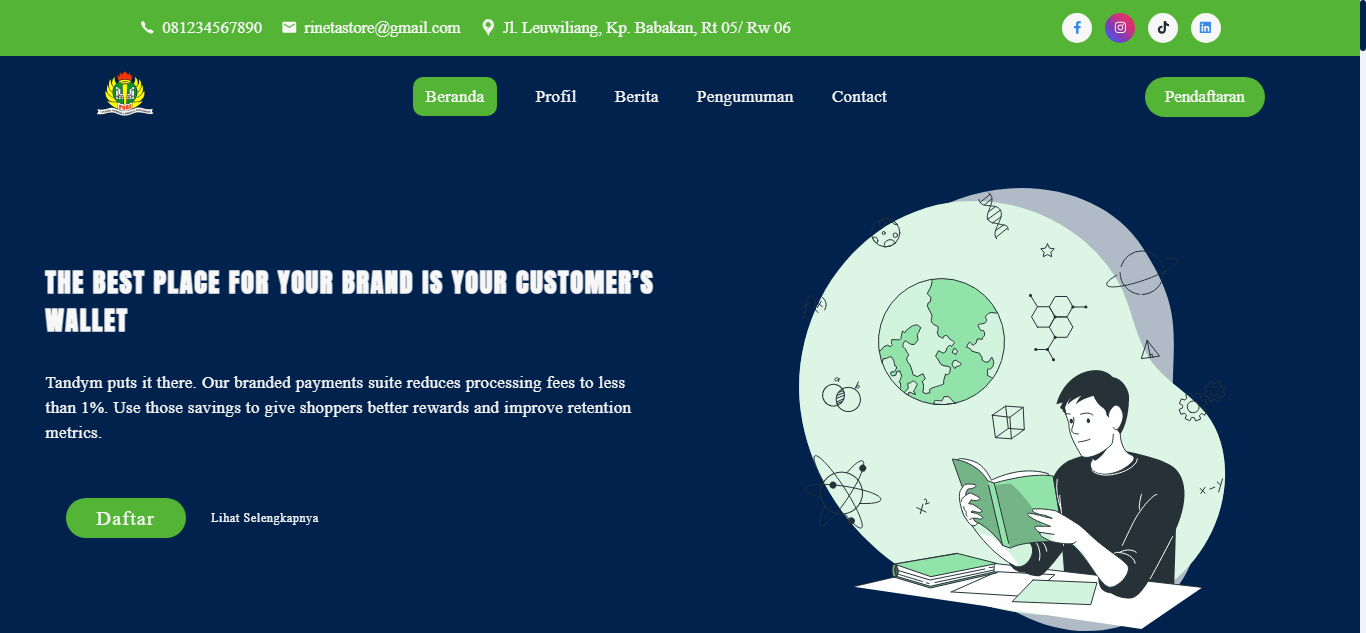 081234567890 rinetastore@gmail.com Jl. Leuwiliang, Kp. Babakan, Rt 05/ Rw 06
Beranda Profil Berita Pengumuman Contact Pendaftaran
THE BEST PLACE FOR YOUR BRAND IS YOUR CUSTOMER’S
WALLET
Tandym puts it there. Our branded payments suite reduces processing fees to less
than 1%. Use those savings to give shoppers better rewards and improve retention
metrics.
Daftar Lihat Selengkapnya
a b
x²
x-y